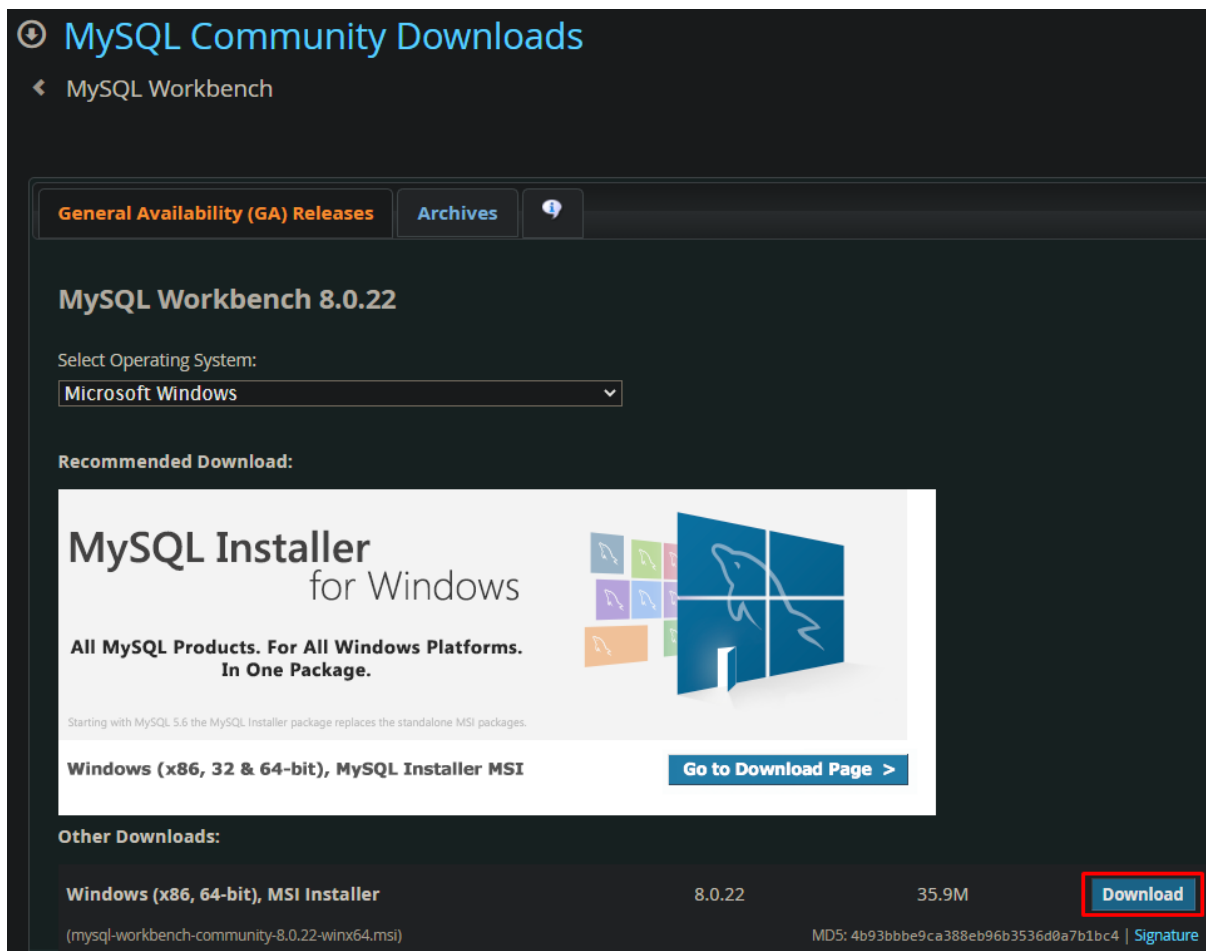 MySQL Community Downloads
MySQL Workbench
General Availability (GA) Releases
Archives
MySQL Workbench 8.0.22
Select Operating System:
Microsoft Windows
Recommended Download:
MySQL Installer
for Windows
All MySQL Products. For All Windows Platforms.
In One Package.
Starting with MySQL 5.6 the MySQL Installer package replaces the standalone MSI packages.
Windows (x86, 32 & 64-bit), MySQL Installer MSI
Go to Download Page >
Other Downloads:
Windows (x86, 64-bit), MSI Installer 8.0.22 35.9M Download
(mysql-workbench-community-8.0.22-winx64.msi) MD5: 4b93bbbe9ca388eb96b3536d0a7b1bc4 | Signature